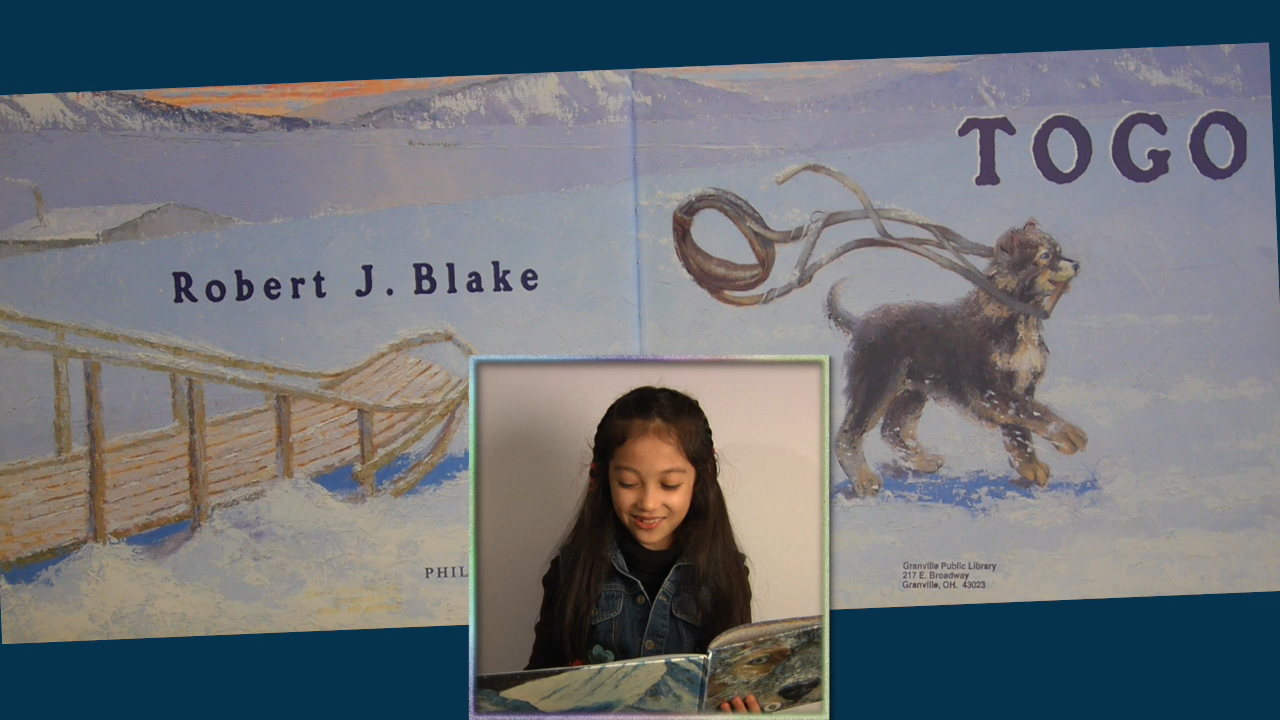 TOGO
Robert J. Blake
PHIL
Granville Public Library
217 E. Broadway
Granville, OH. 43023